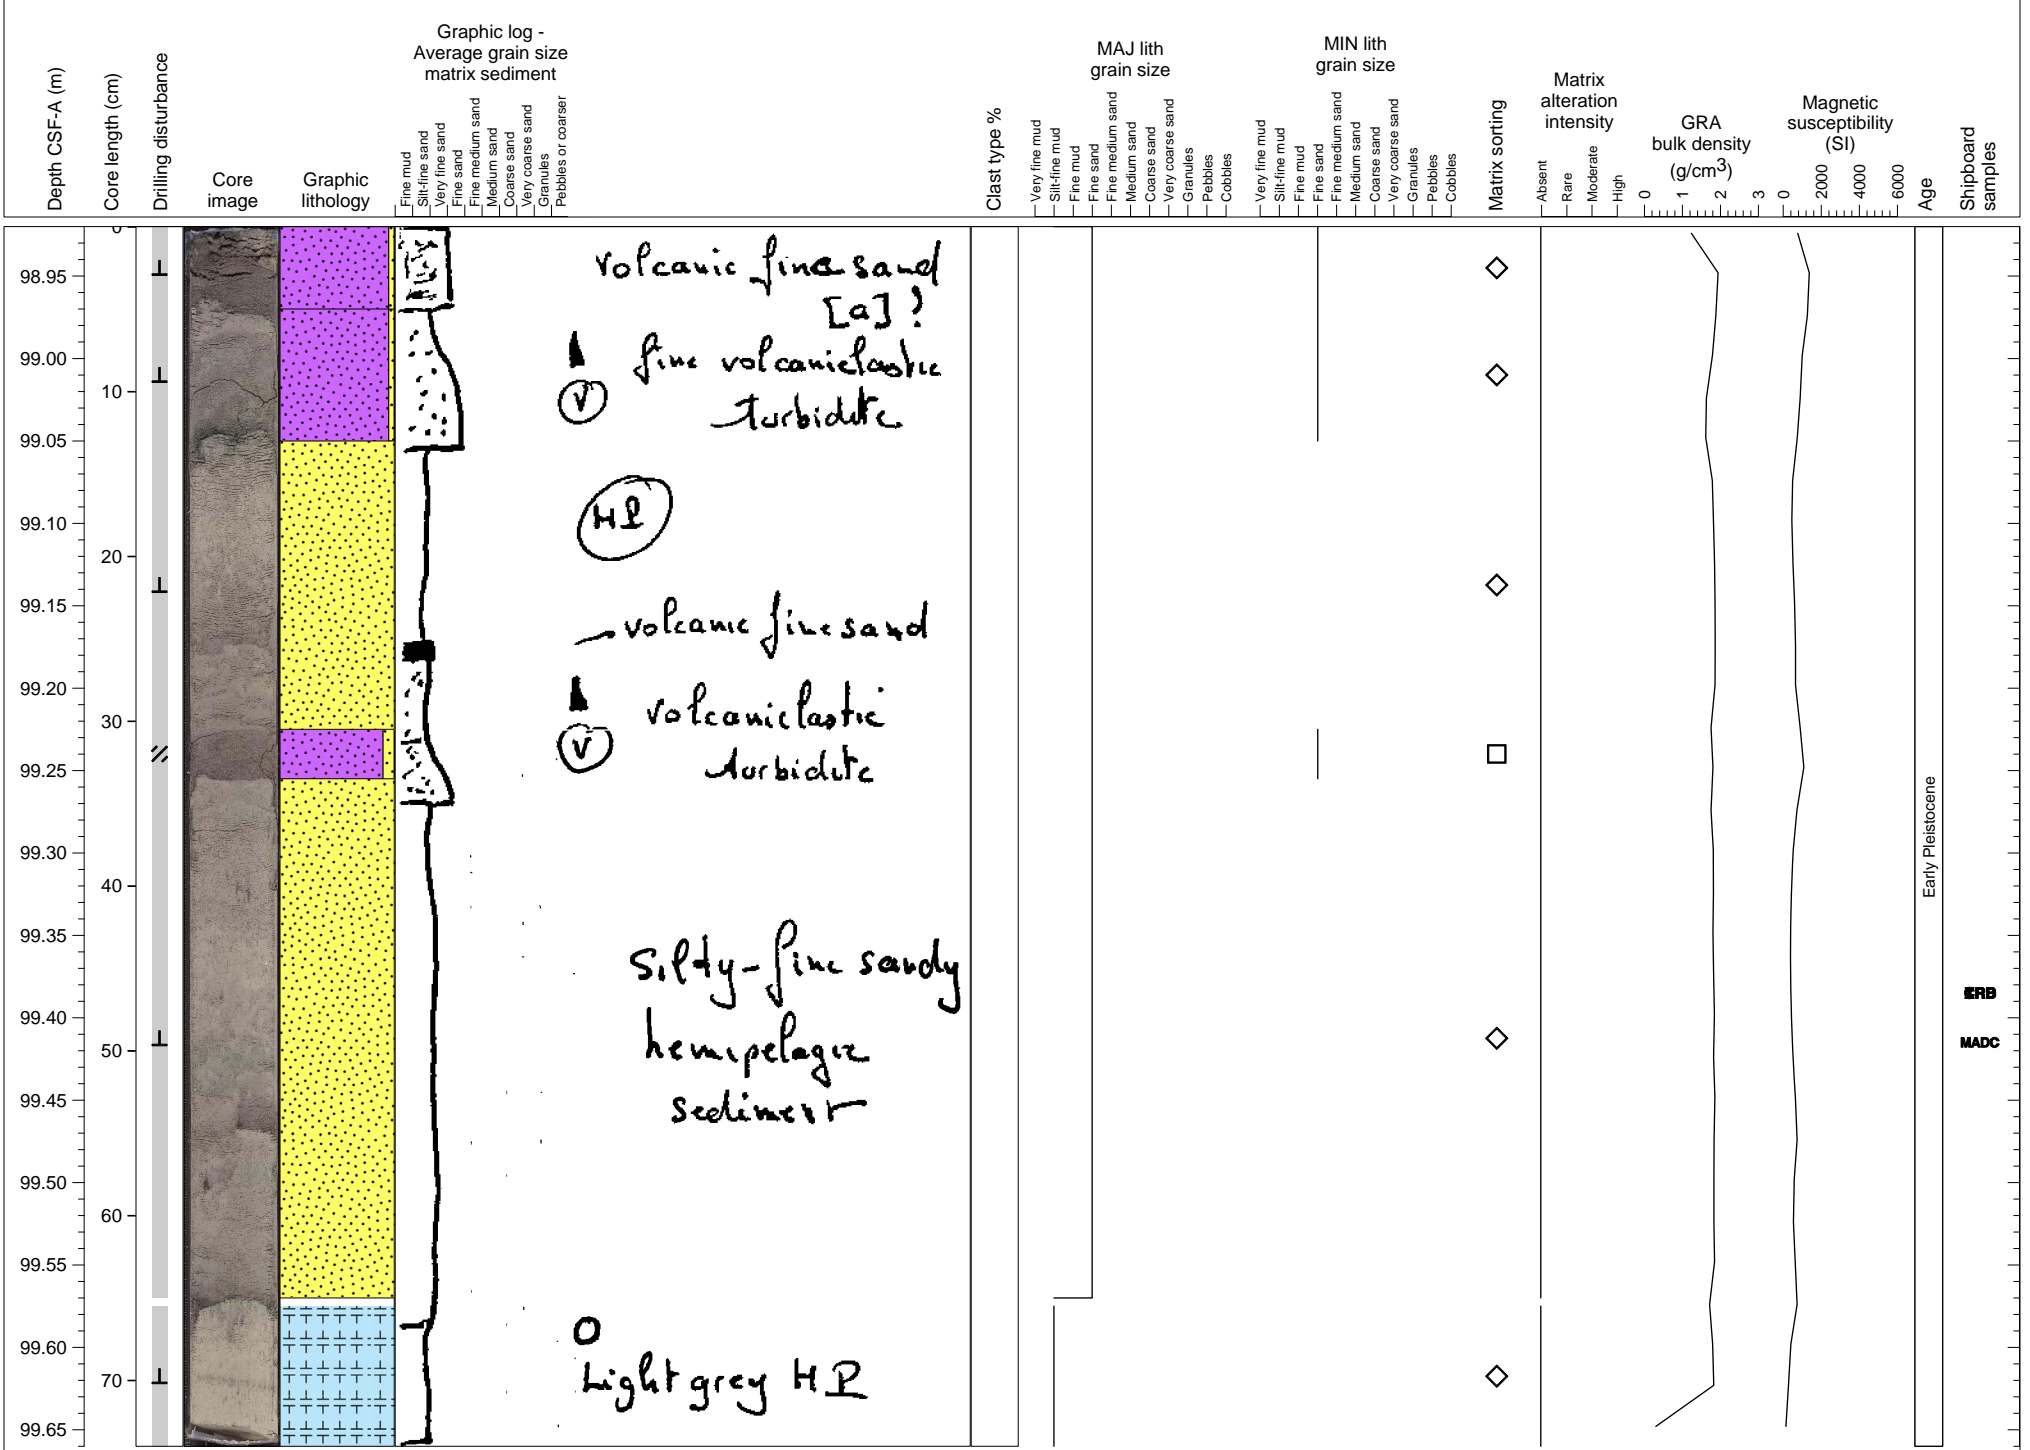 Depth CSF-A (m)
Core length (cm)
Drilling disturbance
Core
image
Graphic
lithology
Graphic log -
Average grain size
matrix sediment
Fine mud
Silt-fine sand
Very fine sand
Fine sand
Fine medium sand
Medium sand
Coarse sand
Very coarse sand
Granules
Pebbles or coarser
Clast type %
MAJ lith
grain size
Very fine mud
Silt-fine mud
Fine mud
Fine sand
Fine medium sand
Medium sand
Coarse sand
Very coarse sand
Granules
Pebbles
Cobbles
MIN lith
grain size
Very fine mud
Silt-fine mud
Fine mud
Fine sand
Fine medium sand
Medium sand
Coarse sand
Very coarse sand
Granules
Pebbles
Cobbles
Matrix sorting
Matrix
alteration
intensity
Absent
Rare
Moderate
High
GRA
bulk density
(g/cm3)
0 1 2 3
Magnetic
susceptibility
(SI)
0 2000 4000 6000
Age
Shipboard
samples
98.95
99.00
99.05
99.10
99.15
99.20
99.25
99.30
99.35
99.40
99.45
99.50
99.55
99.60
99.65
0
10
20
30
40
50
60
70
volcanic fine sand
[a] ?
fine volcaniclastic
turbidite
V
HP
volcanic fine sand
volcaniclastic
turbidite
V
Silty-fine sandy
hemipelagic
sediment
Light grey HP
Early Pleistocene
MADC